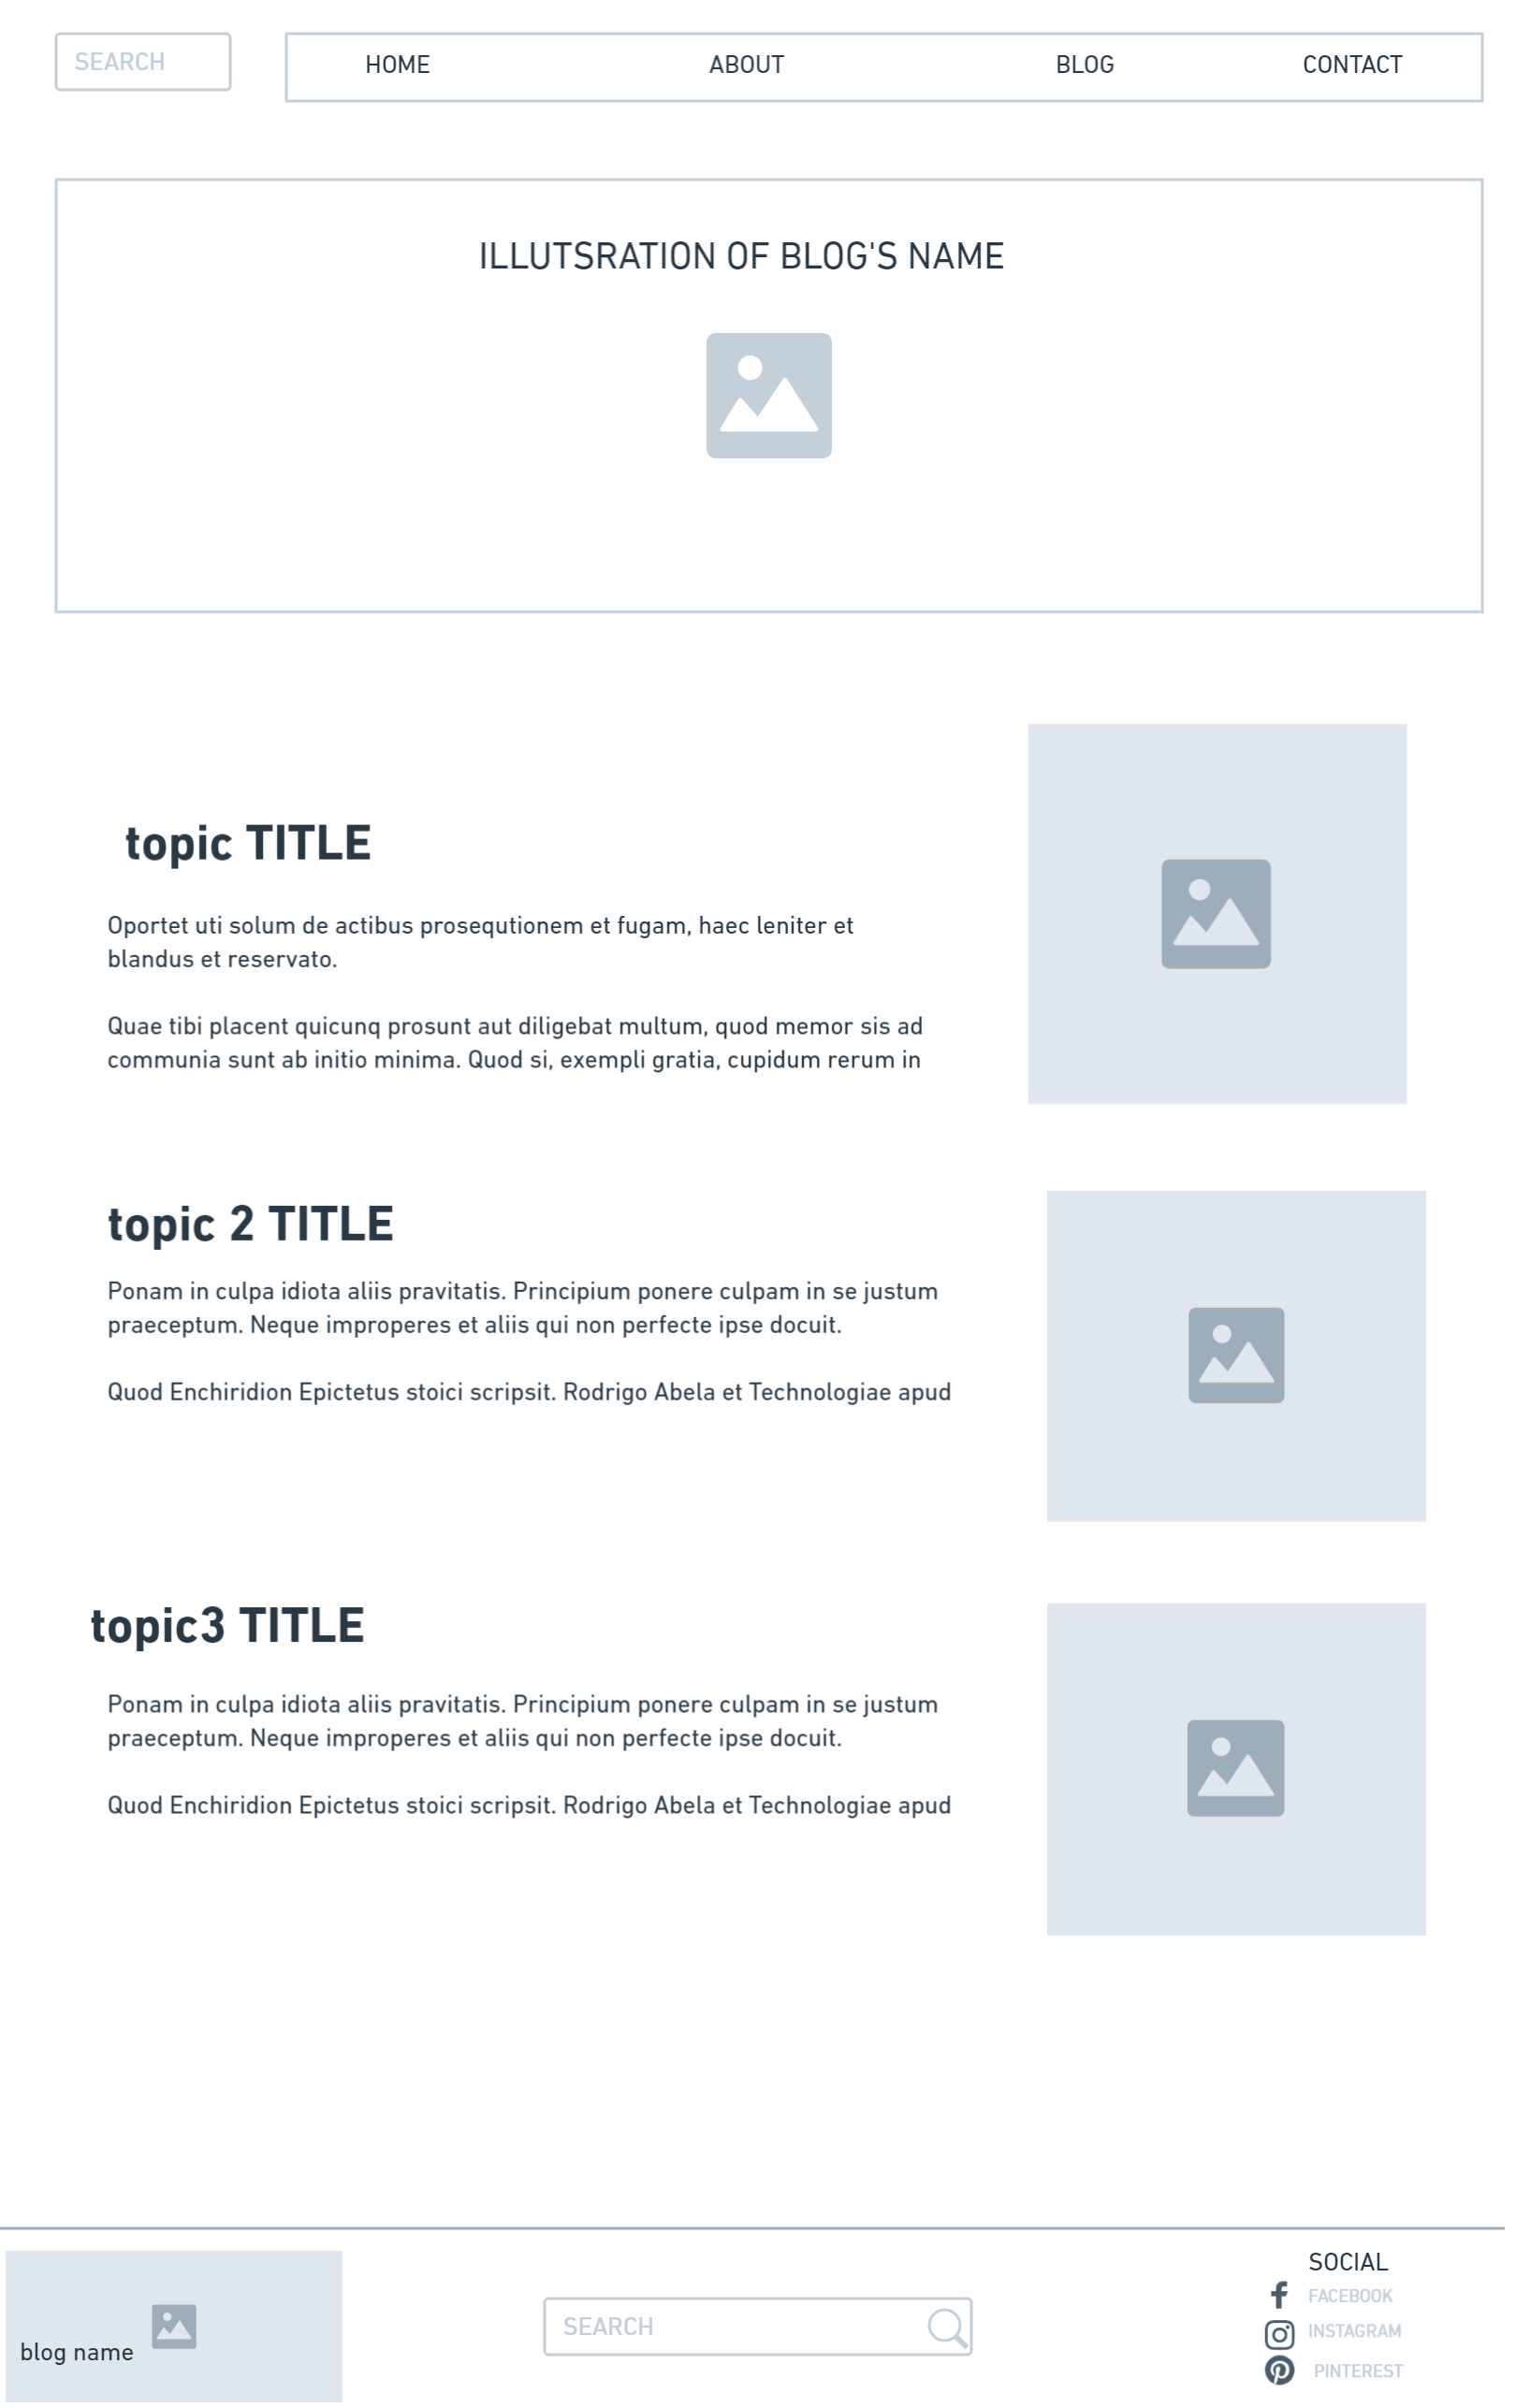 SEARCH
HOME
ABOUT
BLOG
CONTACT
ILLUTSRATION OF BLOG'S NAME
topic TITLE
Oportet uti solum de actibus prosequtionem et fugam, haec leniter et
blandus et reservato.
Quae tibi placent quicunq prosunt aut diligebat multum, quod memor sis ad
communia sunt ab initio minima. Quod si, exempli gratia, cupidum rerum in
topic 2 TITLE
Ponam in culpa idiota aliis pravitatis. Principium ponere culpam in se justum
praeceptum. Neque improperes et aliis qui non perfecte ipse docuit.
Quod Enchiridion Epictetus stoici scripsit. Rodrigo Abela et Technologiae apud
topic3 TITLE
Ponam in culpa idiota aliis pravitatis. Principium ponere culpam in se justum
praeceptum. Neque improperes et aliis qui non perfecte ipse docuit.
Quod Enchiridion Epictetus stoici scripsit. Rodrigo Abela et Technologiae apud
blog name
SEARCH
SOCIAL
FACEBOOK
INSTAGRAM
PINTEREST